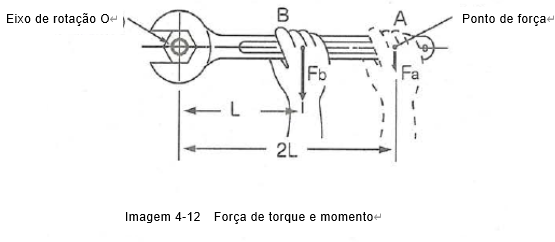 Eixo de rotação O
B
A
Ponto de força
Fb
Fa
L
2L
Imagem 4-12 Força de torque e momento